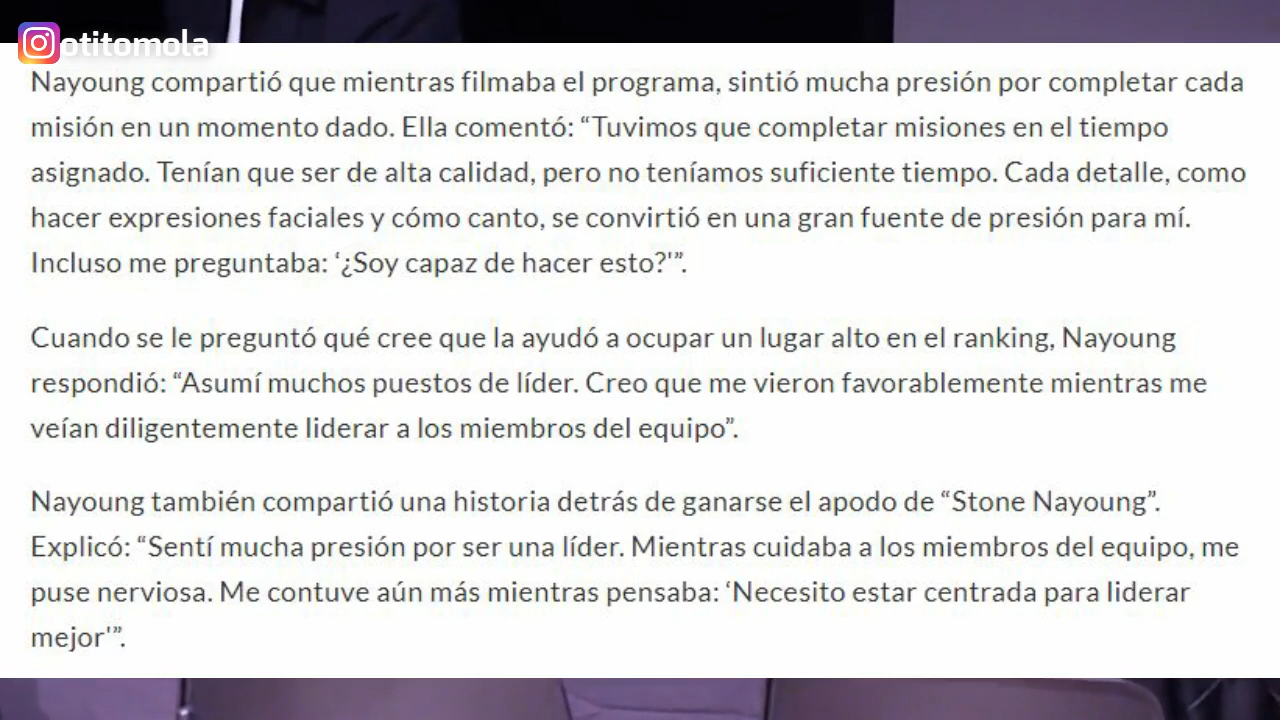 otitomola
Nayoung compartió que mientras filmaba el programa, sintió mucha presión por completar cada
misión en un momento dado. Ella comentó: “Tuvimos que completar misiones en el tiempo
asignado. Tenían que ser de alta calidad, pero no teníamos suficiente tiempo. Cada detalle, como
hacer expresiones faciales y cómo canto, se convirtió en una gran fuente de presión para mí.
Incluso me preguntaba: ‘¿Soy capaz de hacer esto?'”.
Cuando se le preguntó qué cree que la ayudó a ocupar un lugar alto en el ranking, Nayoung
respondió: “Asumí muchos puestos de líder. Creo que me vieron favorablemente mientras me
veían diligentemente liderar a los miembros del equipo”.
Nayoung también compartió una historia detrás de ganarse el apodo de “Stone Nayoung”.
Explicó: “Sentí mucha presión por ser una líder. Mientras cuidaba a los miembros del equipo, me
puse nerviosa. Me contuve aún más mientras pensaba: ‘Necesito estar centrada para liderar
mejor'”.